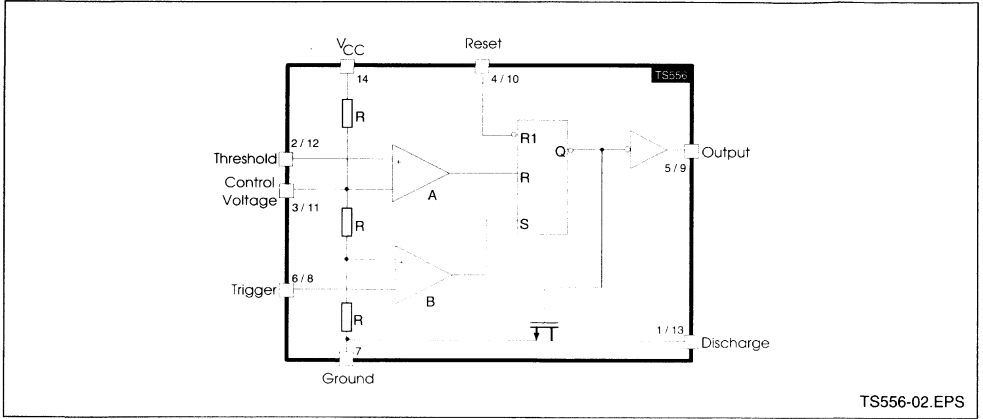 VCC
Reset
14
4 / 10
TS556
R
2 / 12
R1
Threshold
+
Q
Output
5 / 9
Control
Voltage
3 / 11
A
R
S
R
6 / 8
+
Trigger
B
R
1 / 13
Discharge
7
Ground
TS556-02.EPS